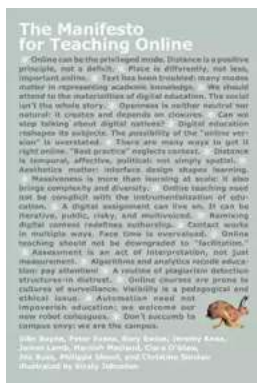 The Manifesto
for Teaching Online
Online can be the privileged mode. Distance is a positive
principle, not a deficit. Place is differently, not less,
important online. Text has been troubled: many modes
matter in representing academic knowledge. We should
attend to the materialities of digital education. The social
isn't the whole story. Openness is neither neutral nor
natural: it creates and depends on closures. Can we
stop talking about digital natives? Digital education
reshapes its subjects. The possibility of the "online ver-
sion" is overstated. There are many ways to get it
right online. "Best practice" neglects context. Distance
is temporal, affective, political: not simply spatial.
Aesthetics matter: interface design shapes learning.
Massiveness is more than learning at scale: it also
brings complexity and diversity. Online teaching need
not be complicit with the instrumentalization of edu-
cation. A digital assignment can live on. It can be
iterative, public, risky, and multivoiced. Remixing
digital content redefines authorship. Contact works
in multiple ways. Face time is overvalued. Online
teaching should not be downgraded to "facilitation."
Assessment is an act of interpretation, not just
measurement. Algorithms and analytics recode educa-
tion: pay attention! A routine of plagiarism detection
structures-in distrust. Online courses are prone to
cultures of surveillance. Visibility is a pedagogical and
ethical issue. Automation need not
impoverish education: we welcome our
new robot colleagues. Don't succumb to
campus envy: we are the campus.
Siân Bayne, Peter Evans, Rory Ewins, Jeremy Knox,
James Lamb, Hamish Macleod, Clara O'Shea,
Jen Ross, Philippa Sheail, and Christine Sinclair
illustrated by Kirsty Johnston